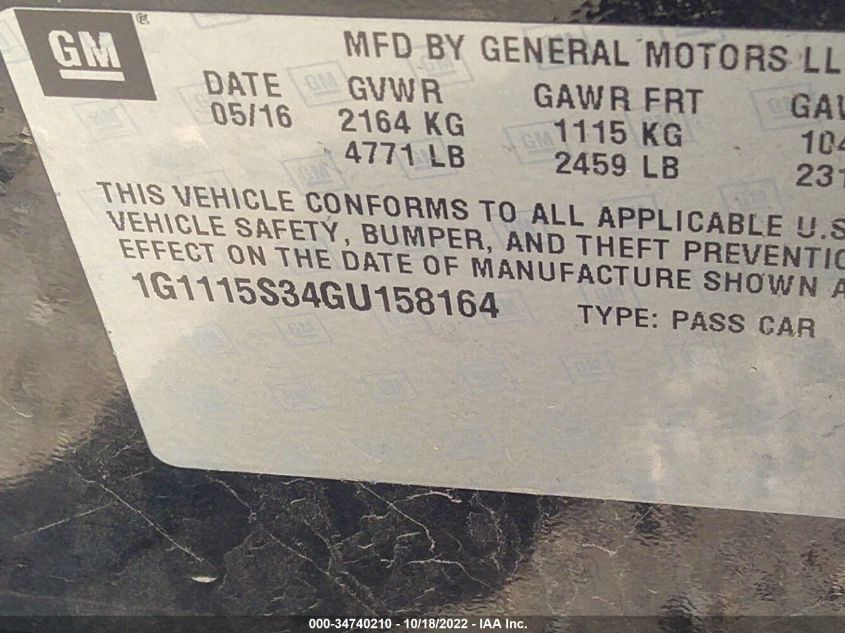 GM
MFD BY GENERAL MOTORS LL
DATE GVWR GAWR FRT
05/16 2164 KG 1115 KG 104
4771 LB 2459 LB 231
THIS VEHICLE CONFORMS TO ALL APPLICABLE U.S
VEHICLE SAFETY, BUMPER, AND THEFT PREVENTIO
EFFECT ON THE DATE OF MANUFACTURE SHOWN A
1G1115S34GU158164 TYPE: PASS CAR
000-34740210 - 10/18/2022 - IAA Inc.